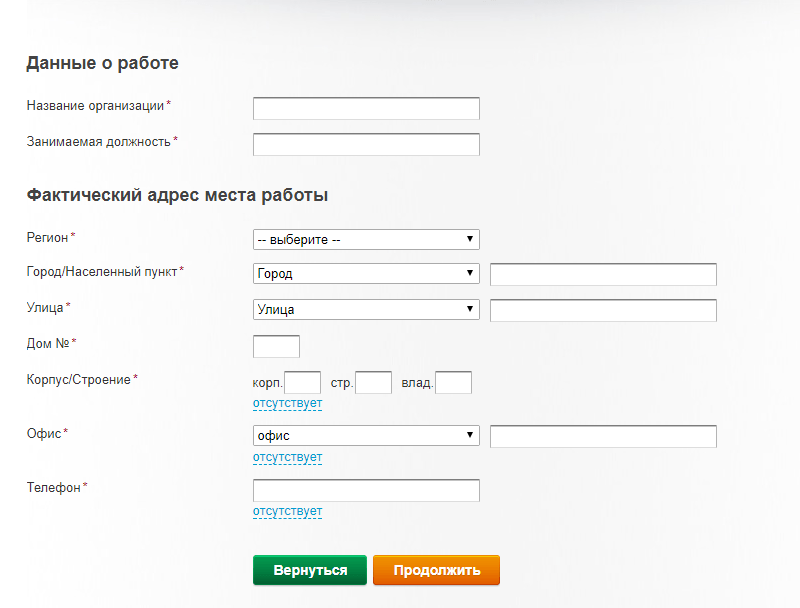 Данные о работе
Название организации*
Занимаемая должность*
Фактический адрес места работы
Регион* -- выберите --
Город/Населенный пункт* Город
Улица* Улица
Дом №*
Корпус/Строение* корп. стр. влад.
отсутствует
Офис* офис
отсутствует
Телефон*
отсутствует
Вернуться Продолжить